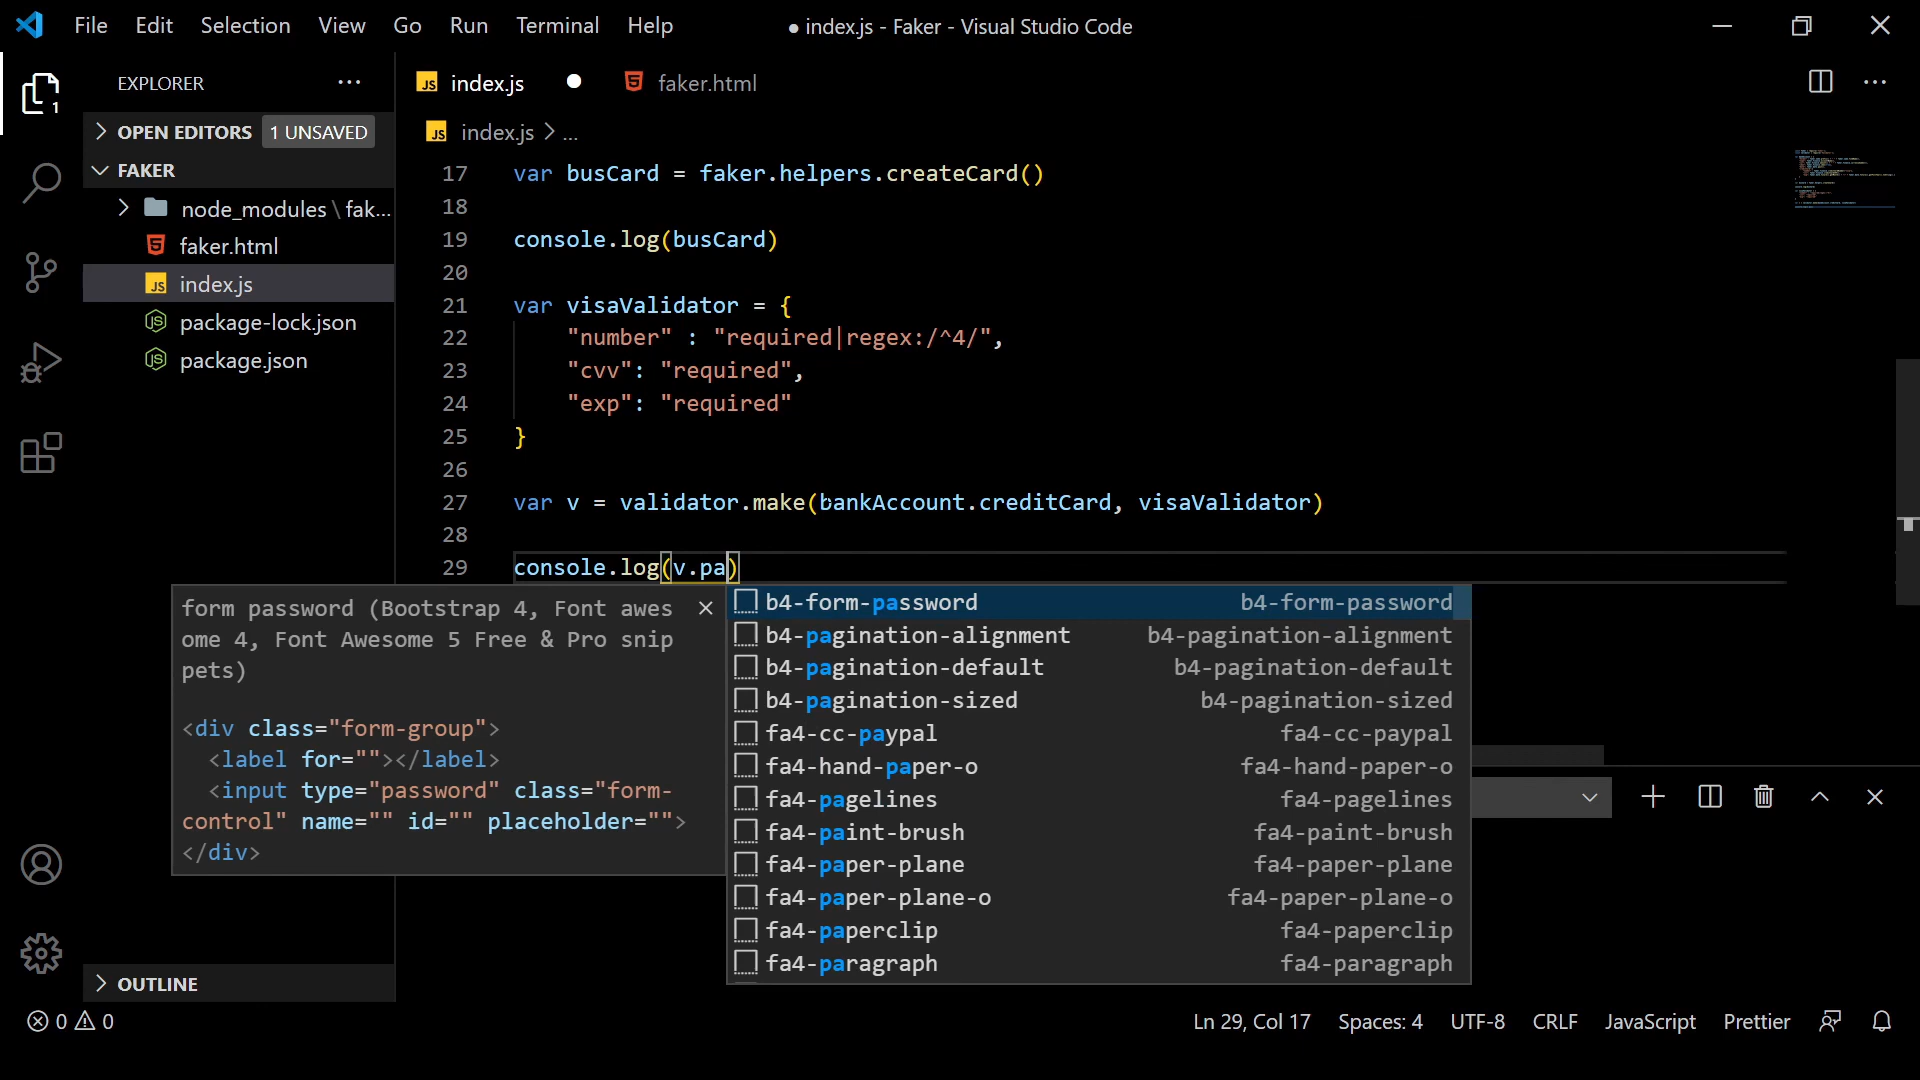 File Edit Selection View Go Run Terminal Help
● index.js - Faker - Visual Studio Code
EXPLORER
OPEN EDITORS 1 UNSAVED
FAKER
node_modules \ fak...
faker.html
index.js
package-lock.json
package.json
OUTLINE
1
JS index.js ● faker.html
JS index.js > ...
17 var busCard = faker.helpers.createCard()
18
19 console.log(busCard)
20
21 var visaValidator = {
22 "number" : "required|regex:/^4/",
23 "cvv": "required",
24 "exp": "required"
25 }
26
27 var v = validator.make(bankAccount.creditCard, visaValidator)
28
29 console.log(v.pa)
form password (Bootstrap 4, Font awes
ome 4, Font Awesome 5 Free & Pro snip
pets)
<div class="form-group">
<label for=""></label>
<input type="password" class="form-
control" name="" id="" placeholder="">
</div>
b4-form-password b4-form-password
b4-pagination-alignment b4-pagination-alignment
b4-pagination-default b4-pagination-default
b4-pagination-sized b4-pagination-sized
fa4-cc-paypal fa4-cc-paypal
fa4-hand-paper-o fa4-hand-paper-o
fa4-pagelines fa4-pagelines
fa4-paint-brush fa4-paint-brush
fa4-paper-plane fa4-paper-plane
fa4-paper-plane-o fa4-paper-plane-o
fa4-paperclip fa4-paperclip
fa4-paragraph fa4-paragraph
0 0
Ln 29, Col 17 Spaces: 4 UTF-8 CRLF JavaScript Prettier